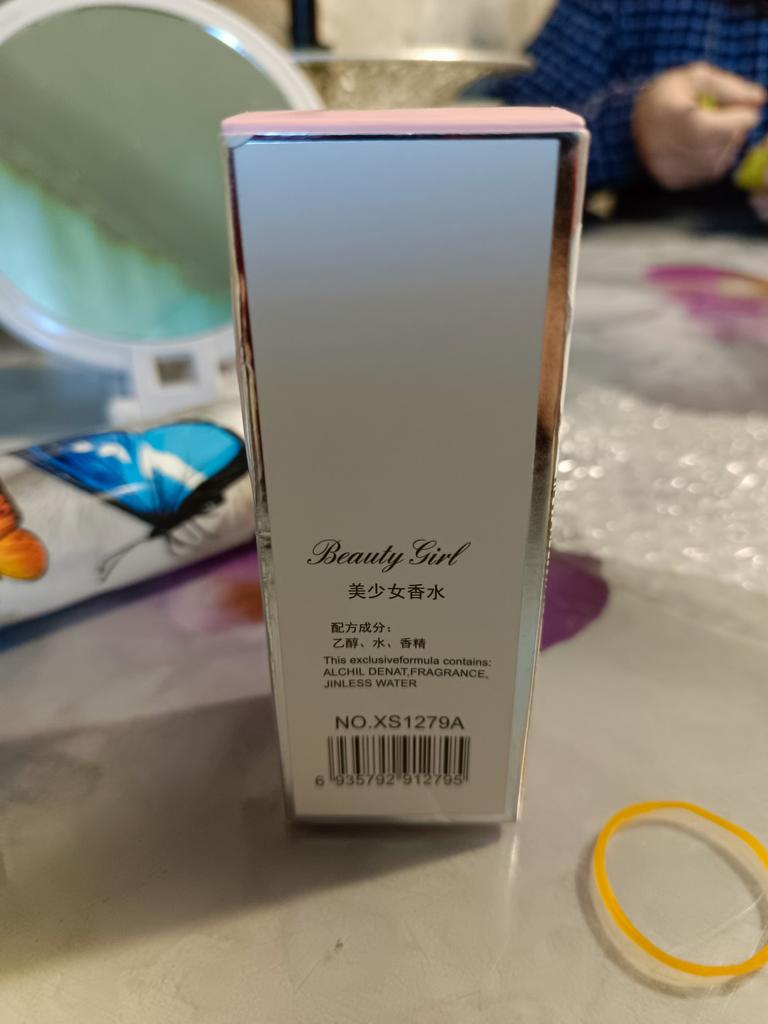 Beauty Girl
美少女香水
配方成分：
乙醇、水、香精
This exclusiveformula contains:
ALCHIL DENAT,FRAGRANCE,
JINLESS WATER
NO.XS1279A
6 935792 912795